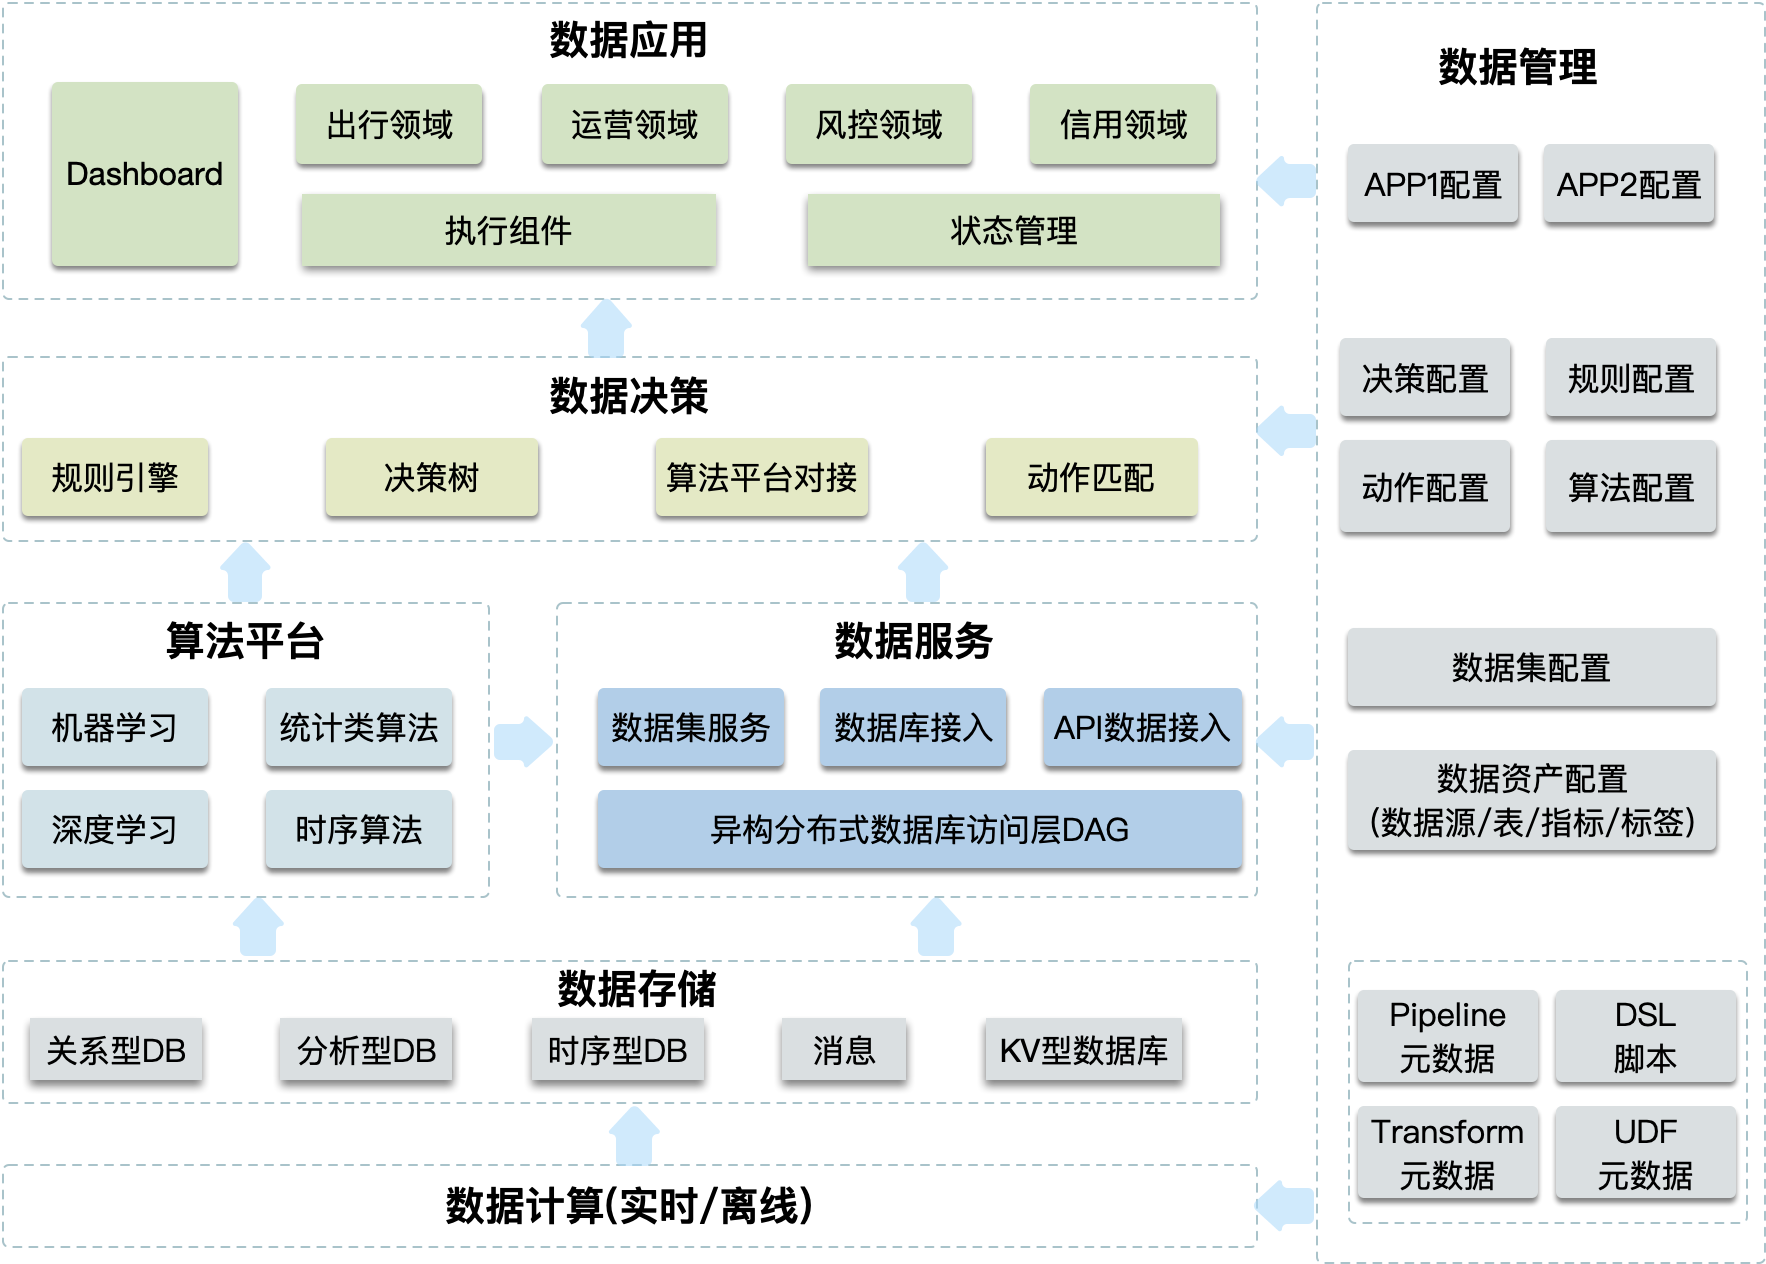 数据应用
Dashboard
出行领域
运营领域
风控领域
信用领域
执行组件
状态管理
数据决策
规则引擎
决策树
算法平台对接
动作匹配
算法平台
机器学习
统计类算法
深度学习
时序算法
数据服务
数据集服务
数据库接入
API数据接入
异构分布式数据库访问层DAG
数据存储
关系型DB
分析型DB
时序型DB
消息
KV型数据库
数据计算(实时/离线)
数据管理
APP1配置
APP2配置
决策配置
规则配置
动作配置
算法配置
数据集配置
数据资产配置
(数据源/表/指标/标签)
Pipeline
元数据
DSL
脚本
Transform
元数据
UDF
元数据